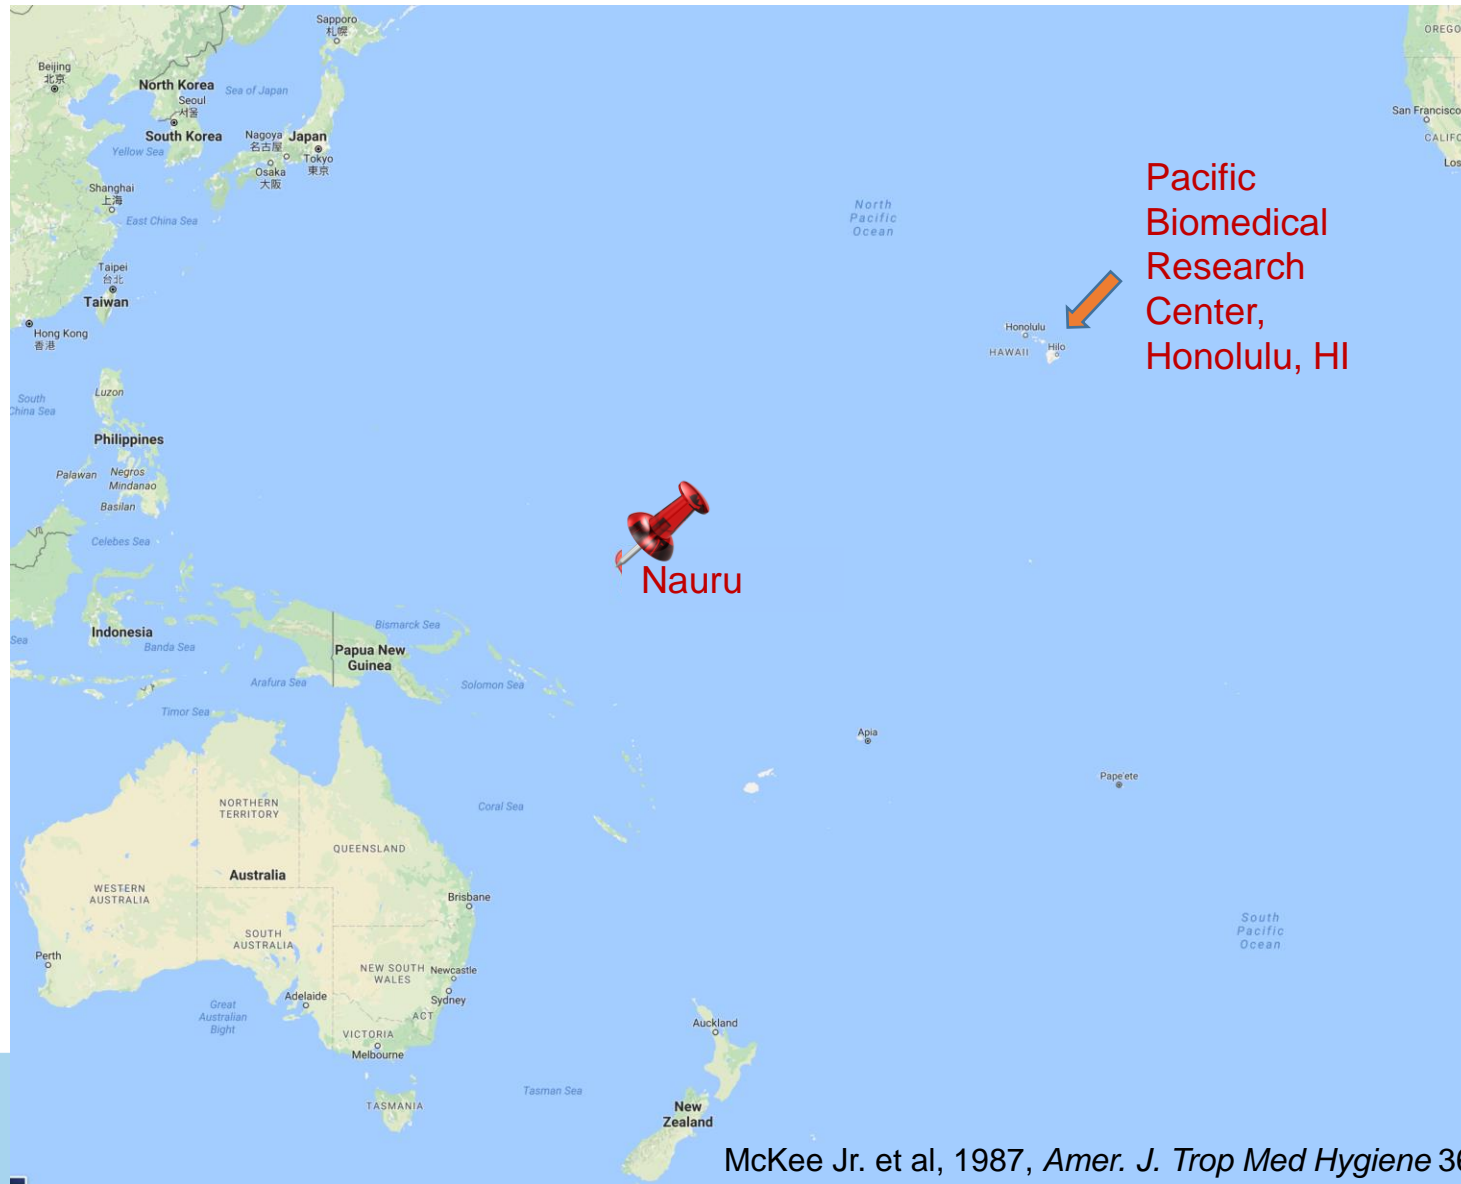 Sapporo
札幌
OREGO
Beijing
北京
North Korea
Sea of Japan
Seoul
서울
South Korea
Nagoya
名古屋
Japan
Tokyo
東京
Osaka
大阪
Yellow Sea
San Francisco
CALIFO
Los
Shanghai
上海
East China Sea
North
Pacific
Ocean
Pacific
Biomedical
Research
Center,
Honolulu, HI
Taipei
台北
Taiwan
Hong Kong
香港
Honolulu
HAWAII
Hilo
Luzon
South
China Sea
Philippines
Palawan
Negros
Mindanao
Basilan
Celebes Sea
Nauru
Indonesia
Sea
Banda Sea
Bismarck Sea
Papua New
Guinea
Arafura Sea
Solomon Sea
Timor Sea
Apia
Pape'ete
NORTHERN
TERRITORY
Coral Sea
QUEENSLAND
Australia
WESTERN
AUSTRALIA
Brisbane
SOUTH
AUSTRALIA
South
Pacific
Ocean
Perth
NEW SOUTH
WALES
Newcastle
Sydney
Adelaide
ACT
Great
Australian
Bight
VICTORIA
Melbourne
Auckland
Tasman Sea
TASMANIA
New
Zealand
McKee Jr. et al, 1987, Amer. J. Trop Med Hygiene 36